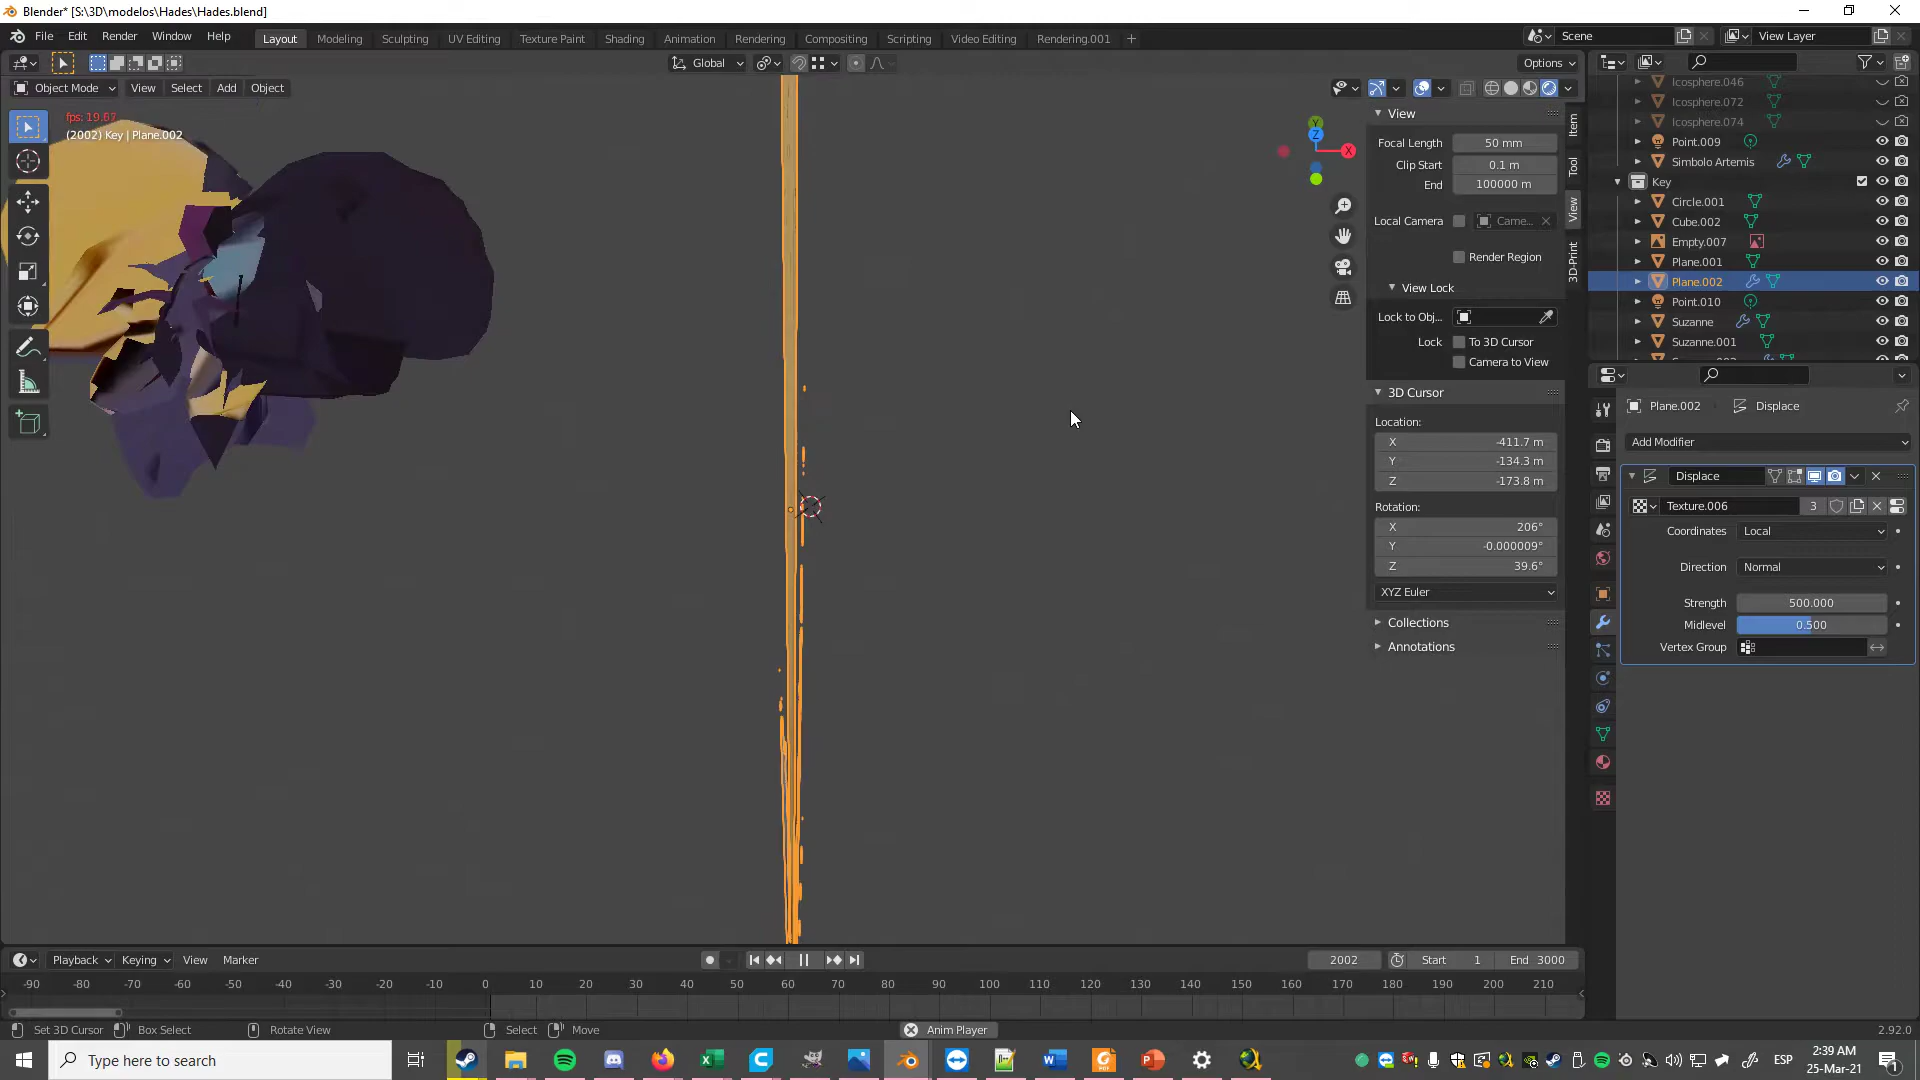 Blender* [S:\3D\modelos\Hades\Hades.blend]
File Edit Render Window Help
Layout Modeling Sculpting UV Editing Texture Paint Shading Animation Rendering Compositing Scripting Video Editing Rendering.001 +
Scene View Layer
Global Options
Object Mode View Select Add Object
(2002) Key | Plane.002
View
Focal Length 50 mm
Clip Start 0.1 m
End 100000 m
Local Camera Came...
Render Region
View Lock
Lock to Obj...
Lock To 3D Cursor
Camera to View
3D Cursor
Location:
X -411.7 m
Y -134.3 m
Z -173.8 m
Rotation:
X 206°
Y -0.000009°
Z 39.6°
XYZ Euler
Collections
Annotations
Item
Tool
View
3D-Print
Y
Z
X
Icosphere.046
Icosphere.072
Icosphere.074
Point.009
Simbolo Artemis
Key
Circle.001
Cube.002
Empty.007
Plane.001
Plane.002
Point.010
Suzanne
Suzanne.001
Plane.002 Displace
Add Modifier
Displace
Texture.006 3
Coordinates Local
Direction Normal
Strength 500.000
Midlevel 0.500
Vertex Group
Playback Keying View Marker
2002 Start 1 End 3000
-90 -80 -70 -60 -50 -40 -30 -20 -10 0 10 20 30 40 50 60 70 80 90 100 110 120 130 140 150 160 170 180 190 200 210
Set 3D Cursor Box Select Rotate View Select Move Anim Player 2.92.0
Type here to search
ESP
2:39 AM
25-Mar-21
1